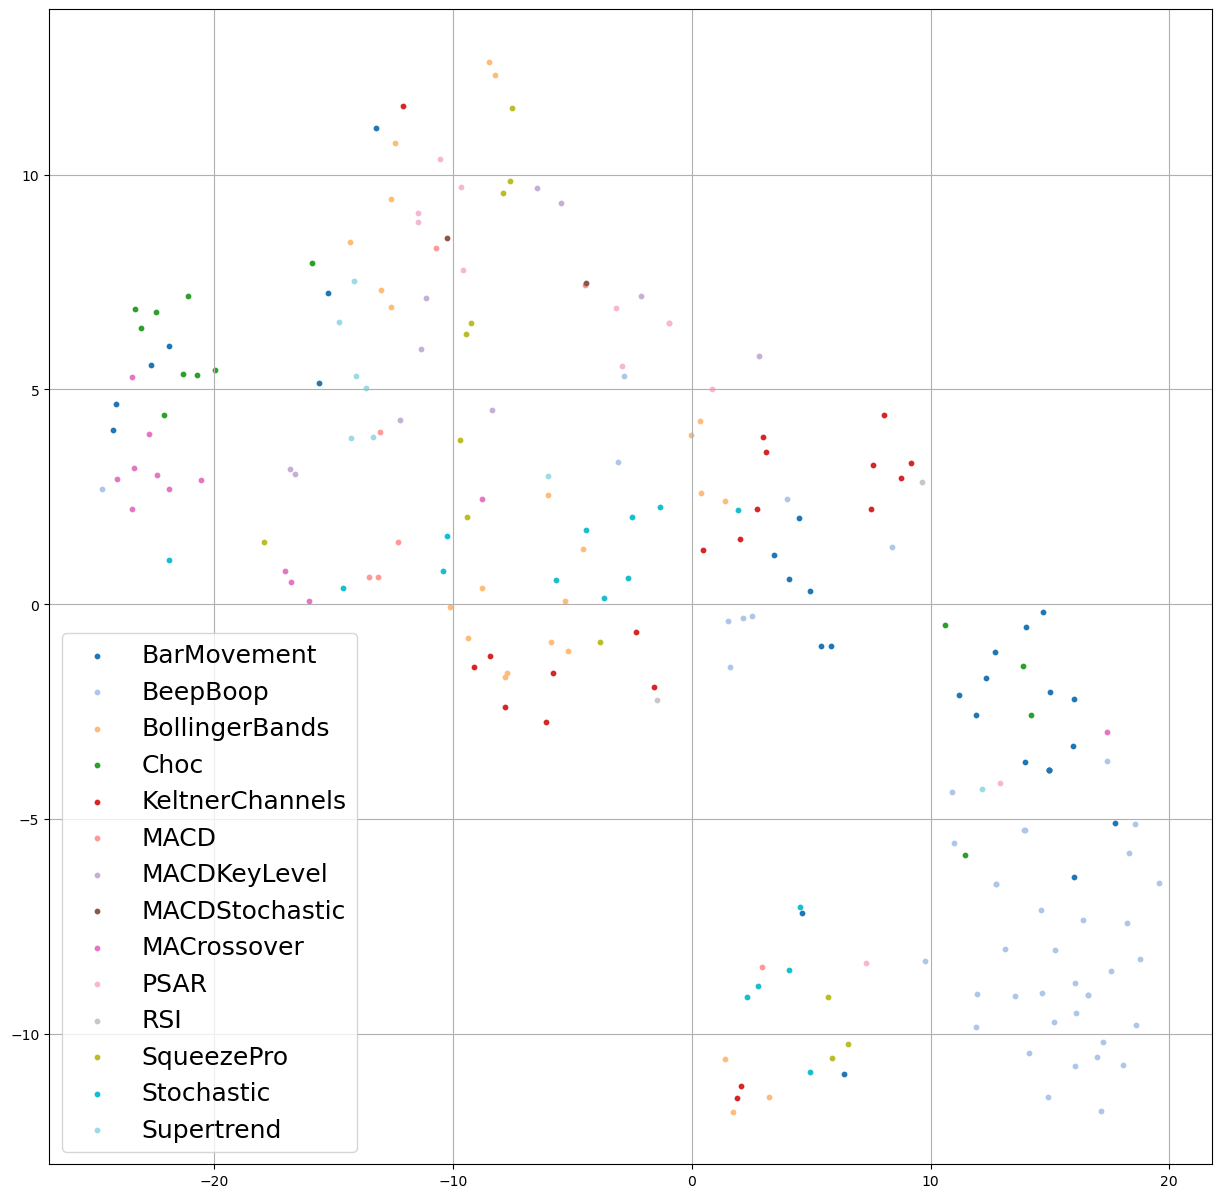 10
5
0
−5
−10
BarMovement
BeepBoop
BollingerBands
Choc
KeltnerChannels
MACD
MACDKeyLevel
MACDStochastic
MACrossover
PSAR
RSI
SqueezePro
Stochastic
Supertrend
−20 −10 0 10 20